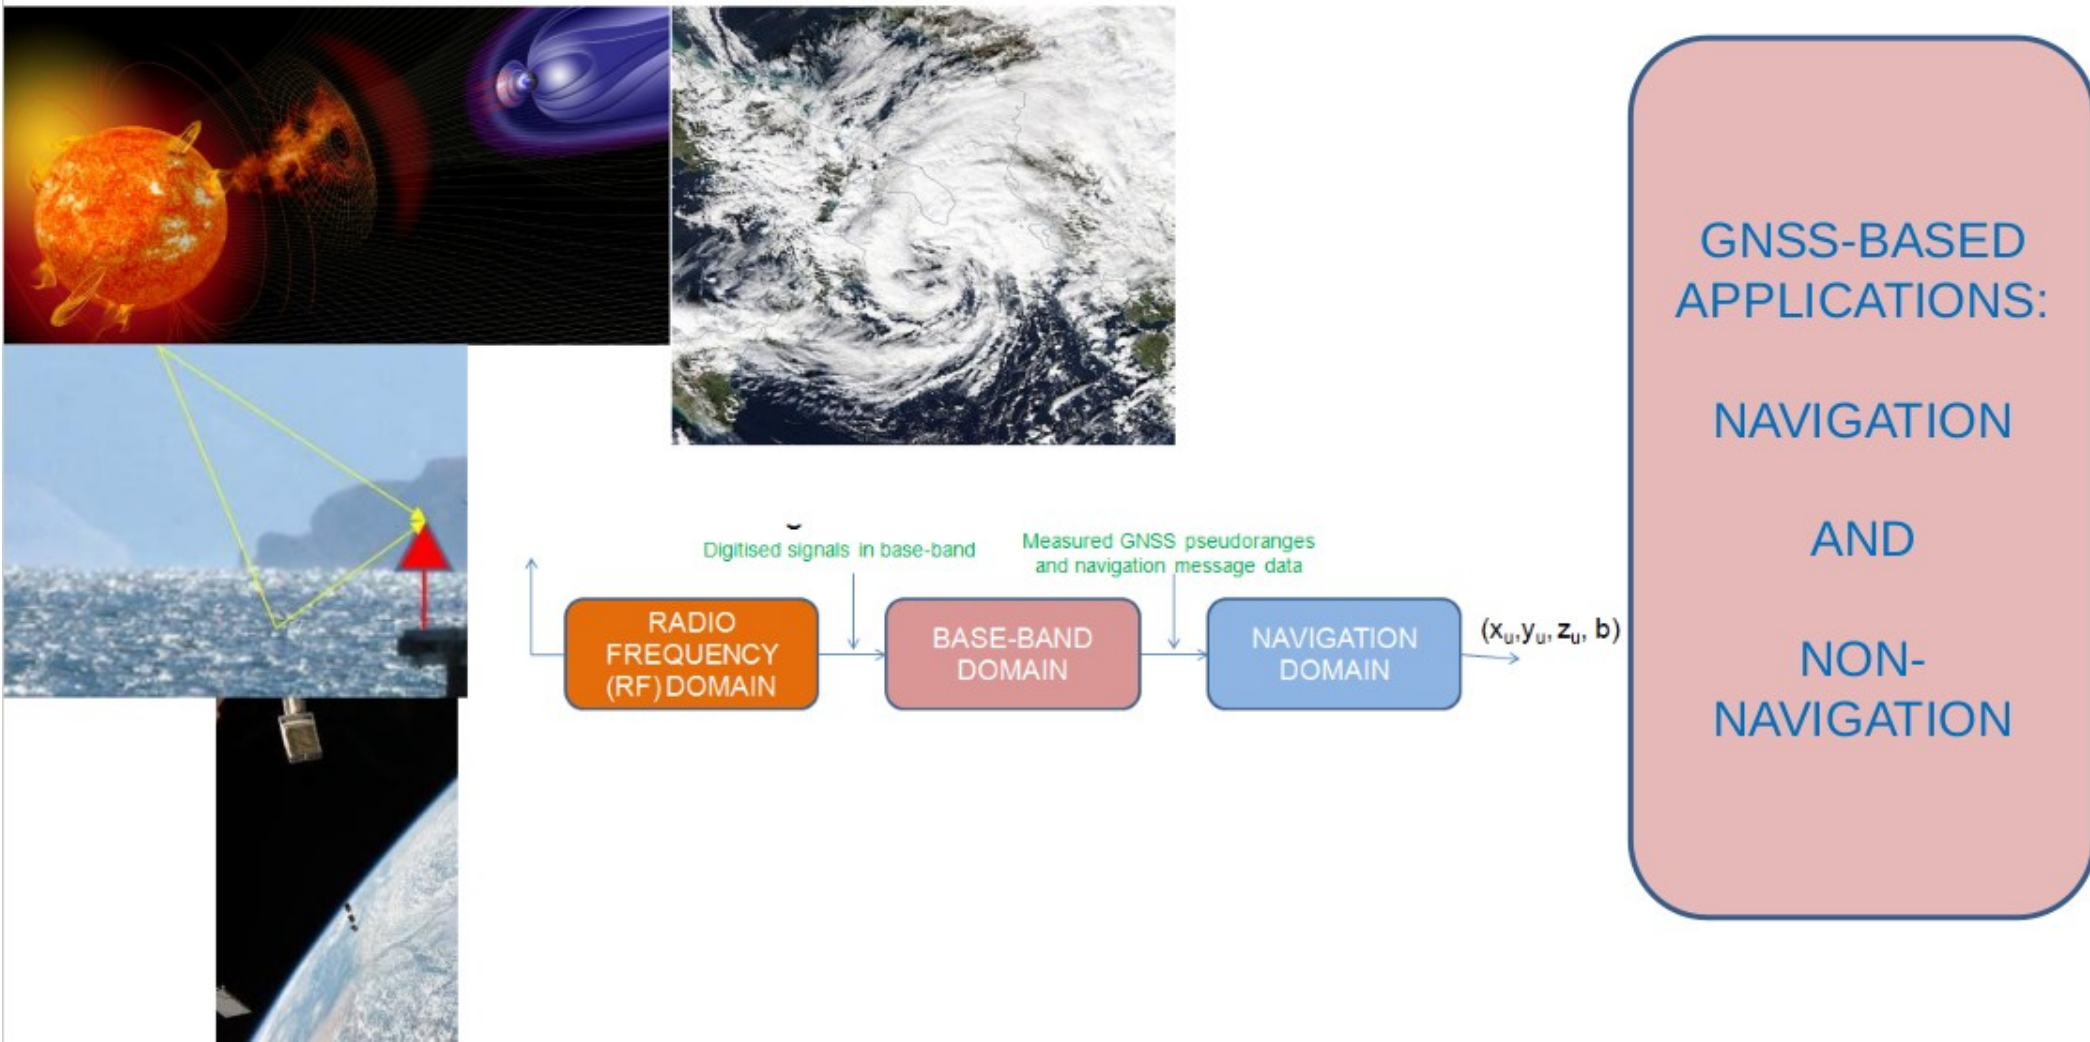 Digitised signals in base-band
Measured GNSS pseudoranges
and navigation message data
RADIO
FREQUENCY
(RF) DOMAIN
BASE-BAND
DOMAIN
NAVIGATION
DOMAIN
(xᵤ,yᵤ, zᵤ, b)
GNSS-BASED
APPLICATIONS:
NAVIGATION
AND
NON-
NAVIGATION